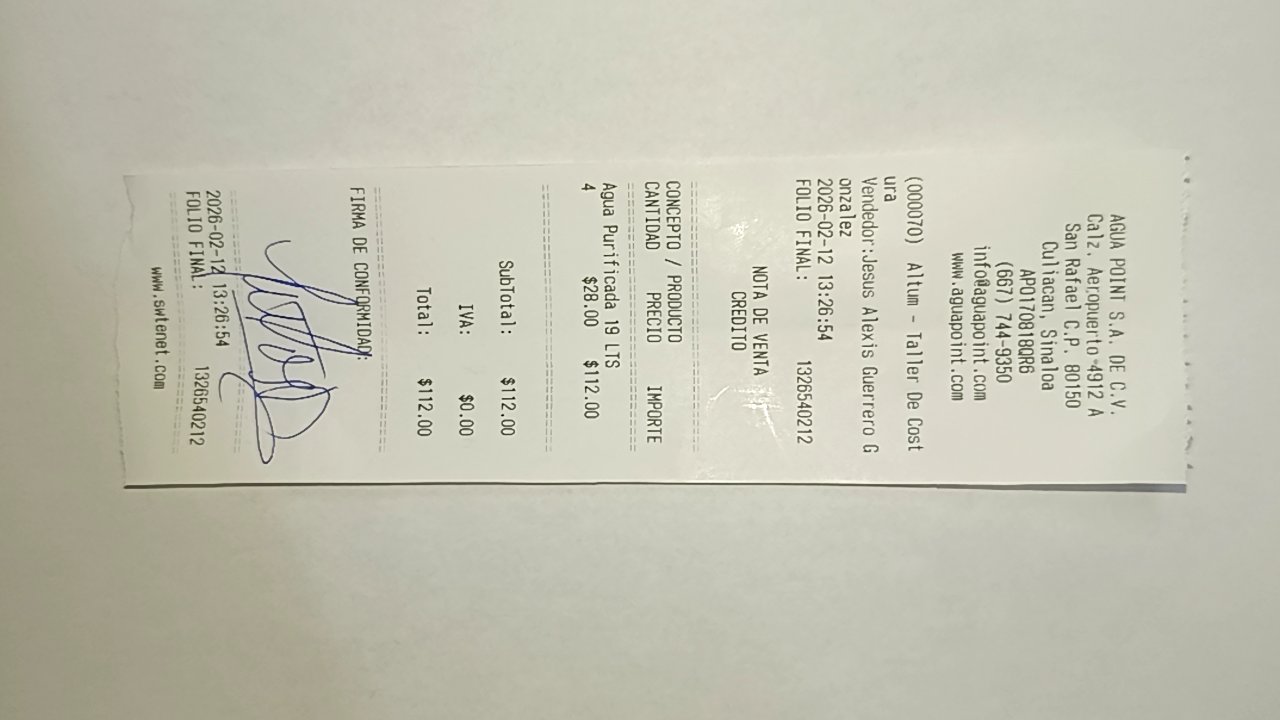 AGUA POINT S.A. DE C.V.
Calz. Aeropuerto 4912 A
San Rafael C.P. 80150
Culiacan, Sinaloa
APO170818QR6
(667) 744-9350
info@aguapoint.com
www.aguapoint.com
(000070) Altum - Taller De Cost
ura
Vendedor:Jesus Alexis Guerrero G
onzalez
2026-02-12 13:26:54
FOLIO FINAL: 1326540212
NOTA DE VENTA
CREDITO
CONCEPTO / PRODUCTO
CANTIDAD PRECIO IMPORTE
Agua Purificada 19 LTS
4 $28.00 $112.00
SubTotal: $112.00
IVA: $0.00
Total: $112.00
FIRMA DE CONFORMIDAD:
2026-02-12 13:26:54
FOLIO FINAL: 1326540212
www.swtenet.com